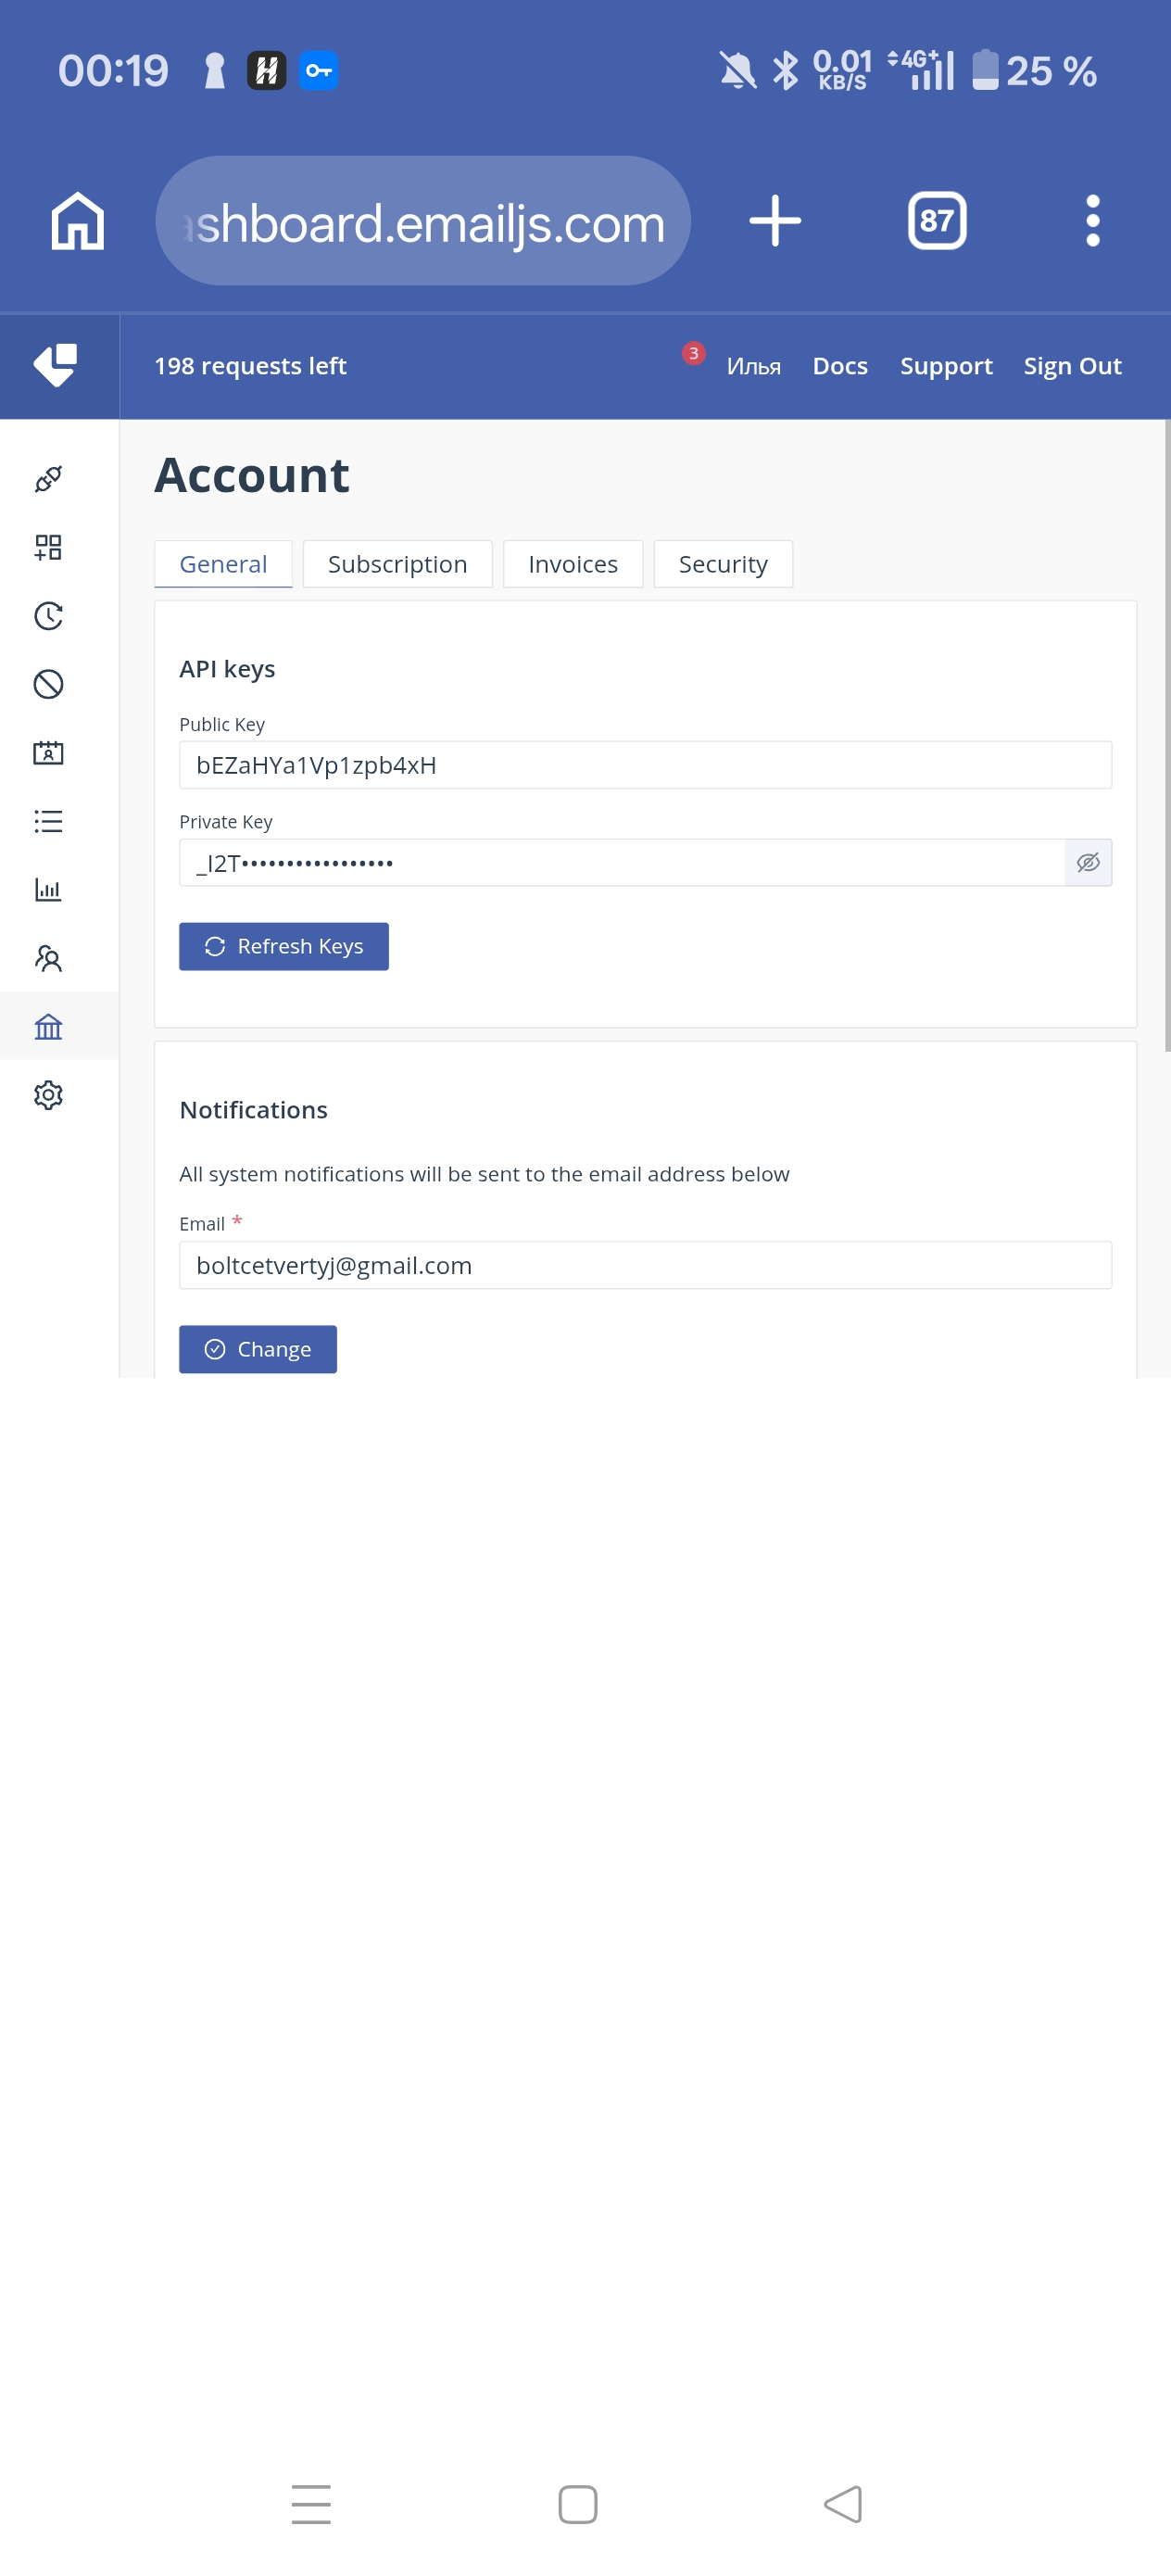 00:19
0.01
KB/S
4G+
25 %
ashboard.emailjs.com
87
198 requests left
3
Илья
Docs
Support
Sign Out
Account
General
Subscription
Invoices
Security
API keys
Public Key
bEZaHYa1Vp1zpb4xH
Private Key
_I2T••••••••••••••••
Refresh Keys
Notifications
All system notifications will be sent to the email address below
Email *
boltcetvertyj@gmail.com
Change